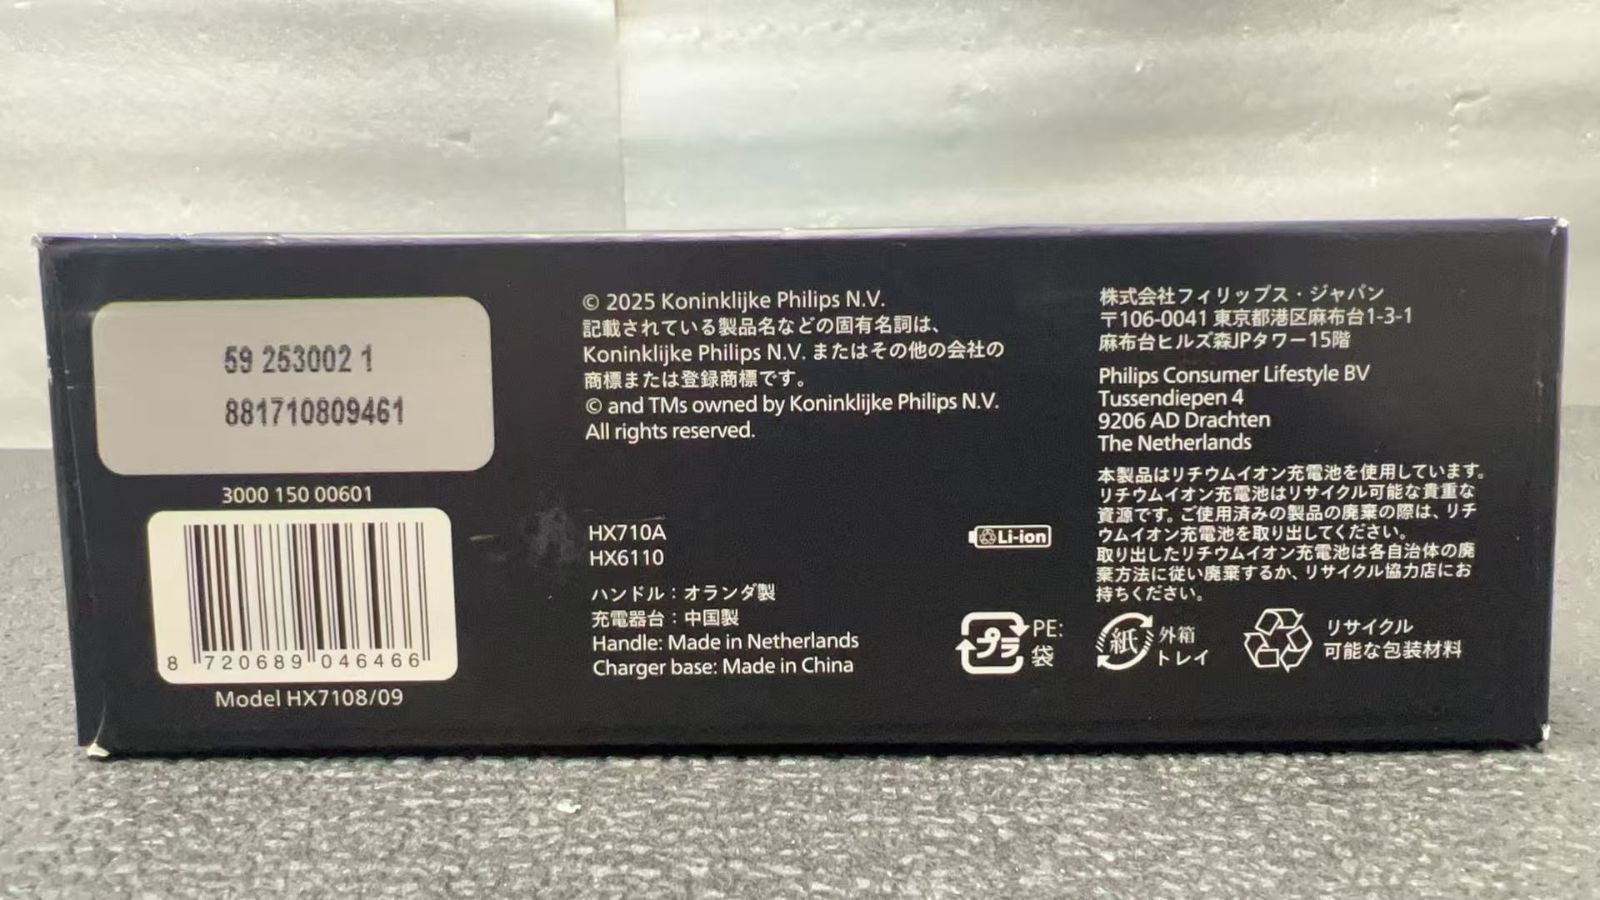 59 253002 1
881710809461
3000 150 00601
8 720689 046466
Model HX7108/09
© 2025 Koninklijke Philips N.V.
記載されている製品名などの固有名詞は、
Koninklijke Philips N.V. またはその他の会社の
商標または登録商標です。
© and TMs owned by Koninklijke Philips N.V.
All rights reserved.
HX710A
HX6110
ハンドル：オランダ製
充電器台：中国製
Handle: Made in Netherlands
Charger base: Made in China
Li-ion
株式会社フィリップス・ジャパン
〒106-0041 東京都港区麻布台1-3-1
麻布台ヒルズ森JPタワー15階
Philips Consumer Lifestyle BV
Tussendiepen 4
9206 AD Drachten
The Netherlands
本製品はリチウムイオン充電池を使用しています。
リチウムイオン充電池はリサイクル可能な貴重な
資源です。ご使用済みの製品の廃棄の際は、リチ
ウムイオン充電池を取り出してください。
取り出したリチウムイオン充電池は各自治体の廃
棄方法に従い廃棄するか、リサイクル協力店にお
持ちください。
プラ
PE:
袋
紙
外箱
トレイ
リサイクル
可能な包装材料